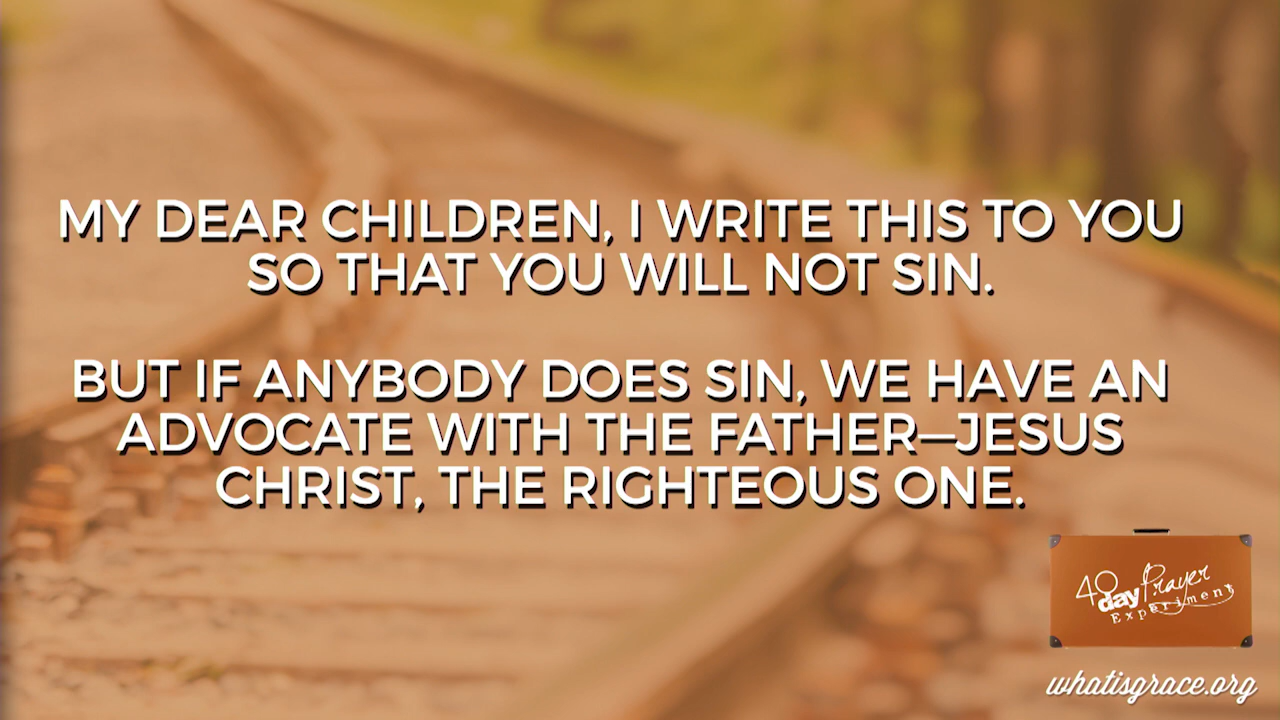 MY DEAR CHILDREN, I WRITE THIS TO YOU
SO THAT YOU WILL NOT SIN.
BUT IF ANYBODY DOES SIN, WE HAVE AN
ADVOCATE WITH THE FATHER—JESUS
CHRIST, THE RIGHTEOUS ONE.
40 day Prayer
Experiment
whatisgrace.org